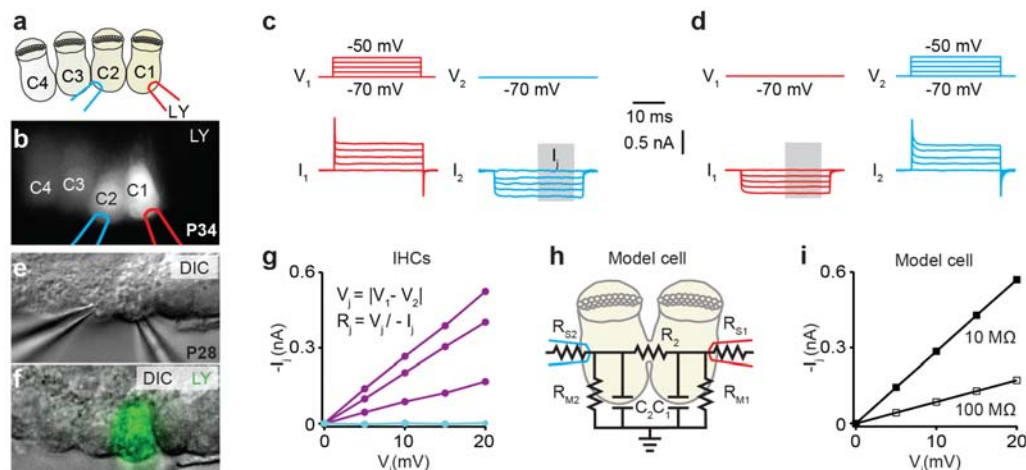 a
C4 C3 C2 C1
LY
b
LY
C4 C3 C2 C1
P34
e
DIC
P28
f
DIC LY
c
-50 mV
V1
-70 mV
V2
-70 mV
10 ms
0.5 nA
I1
I2
Ij
d
V1
-70 mV
-50 mV
V2
-70 mV
I1
I2
g
IHCs
0.6
0.3
0
-Ij (nA)
Vj = |V1 - V2|
Rj = Vj / - Ij
0 10 20
Vj(mV)
h
Model cell
RS2
R2
RS1
RM2
C2C1
RM1
i
Model cell
0.6
0.3
0
-Ij (nA)
10 MΩ
100 MΩ
0 10 20
Vj(mV)